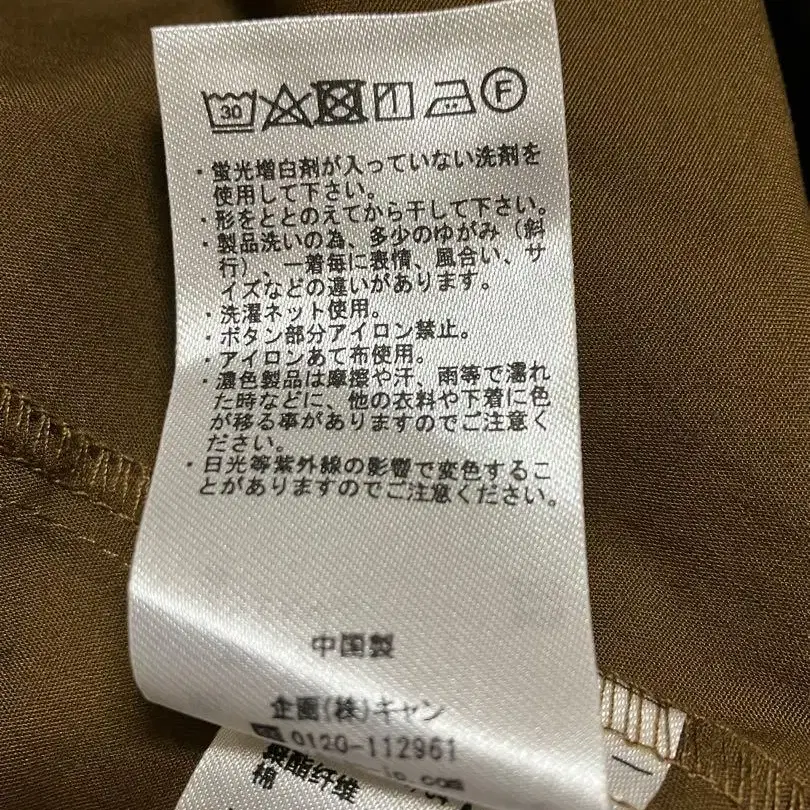 30
F
・蛍光増白剤が入っていない洗剤を
使用して下さい。
・形をととのえてから干して下さい。
・製品洗いの為、多少のゆがみ（斜
行）、一着毎に表情、風合い、サ
イズなどの違いがあります。
・洗濯ネット使用。
・ボタン部分アイロン禁止。
・アイロンあて布使用。
・濃色製品は摩擦や汗、雨等で濡れ
た時などに、他の衣料や下着に色
が移る事がありますのでご注意く
ださい。
・日光等紫外線の影響で変色するこ
とがありますのでご注意ください。
中国製
企画(株)キャン
0120-112961
聚酯纤维
棉